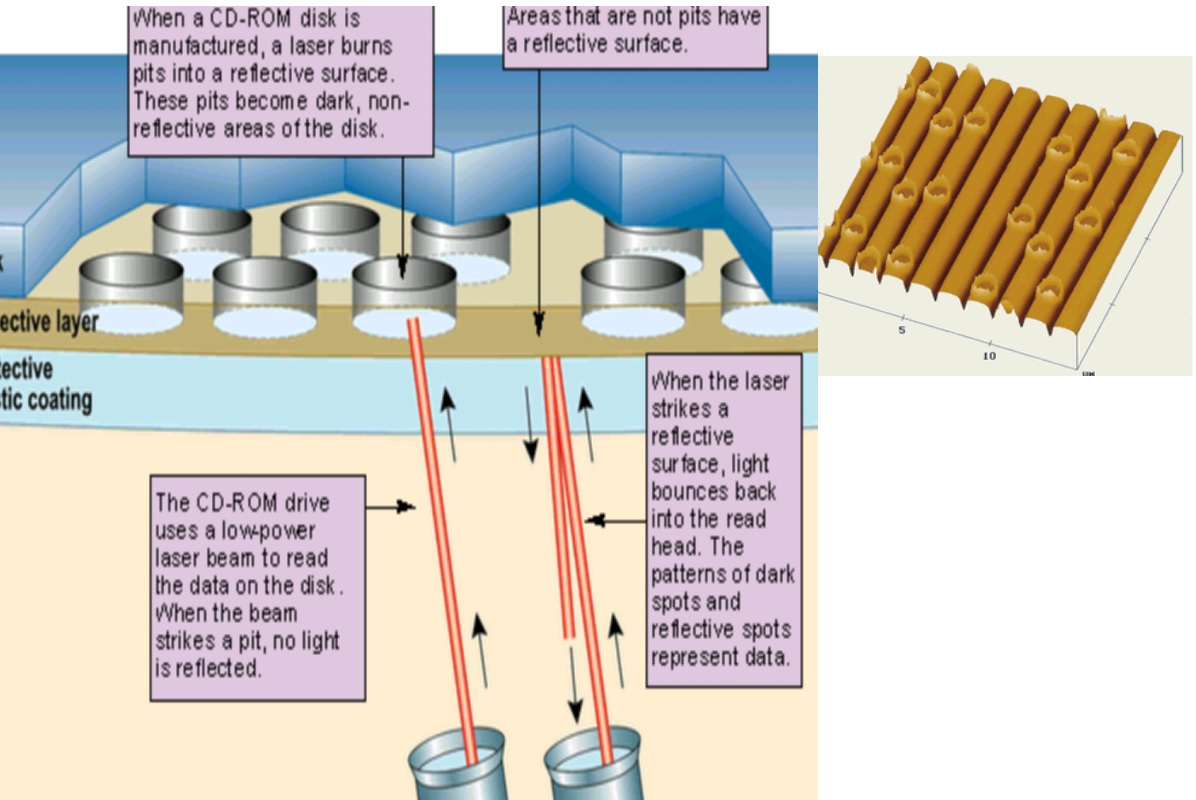 When a CD-ROM disk is
manufactured, a laser burns
pits into a reflective surface.
These pits become dark, non-
reflective areas of the disk.
Areas that are not pits have
a reflective surface.
k
ective layer
tective
stic coating
When the laser
strikes a
reflective
surface, light
bounces back
into the read
head. The
patterns of dark
spots and
reflective spots
represent data.
The CD-ROM drive
uses a low-power
laser beam to read
the data on the disk.
When the beam
strikes a pit, no light
is reflected.
5
10